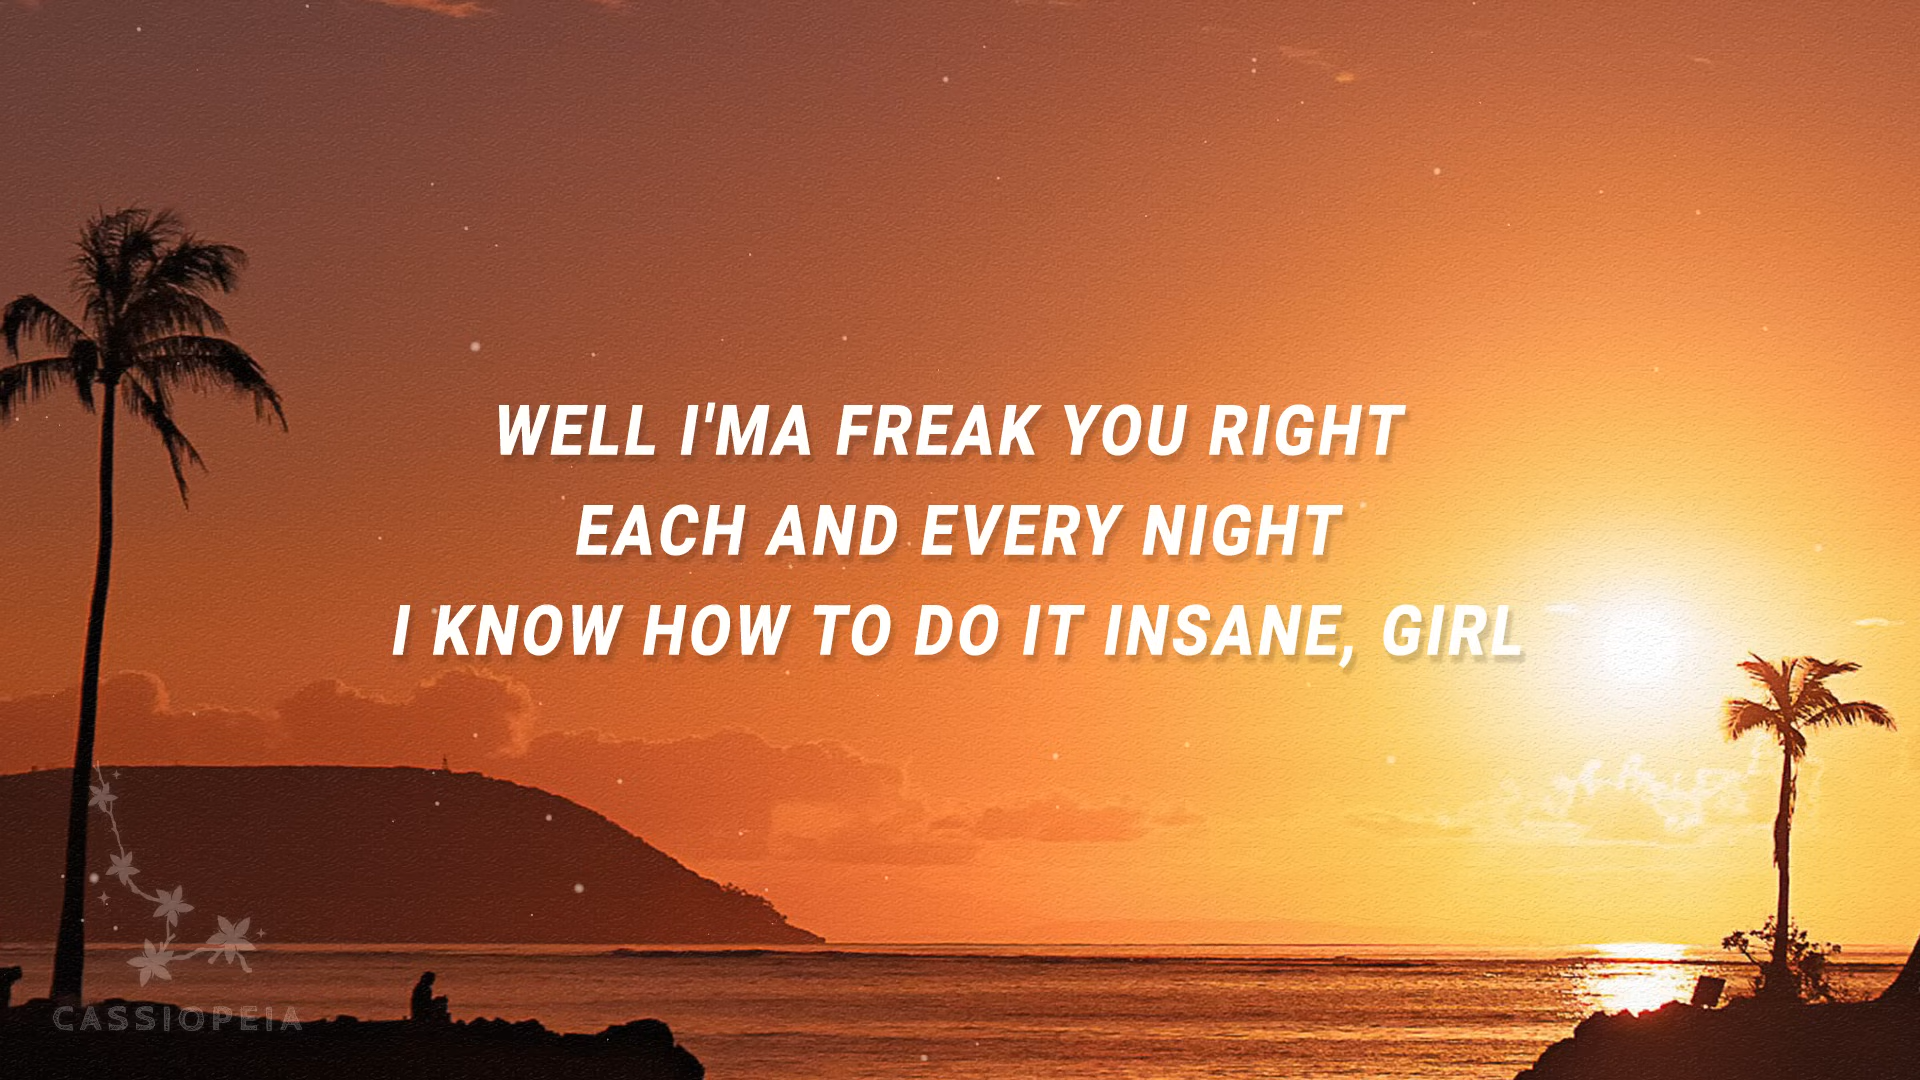 WELL I'MA FREAK YOU RIGHT
EACH AND EVERY NIGHT
I KNOW HOW TO DO IT INSANE, GIRL
CASSIOPEIA